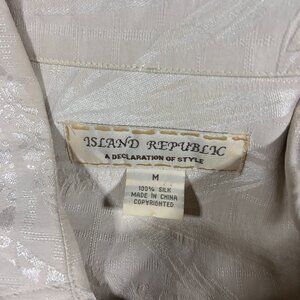 ISLAND REPUBLIC
A DECLARATION OF STYLE
M
100% SILK
MADE IN CHINA
COPYRIGHTED